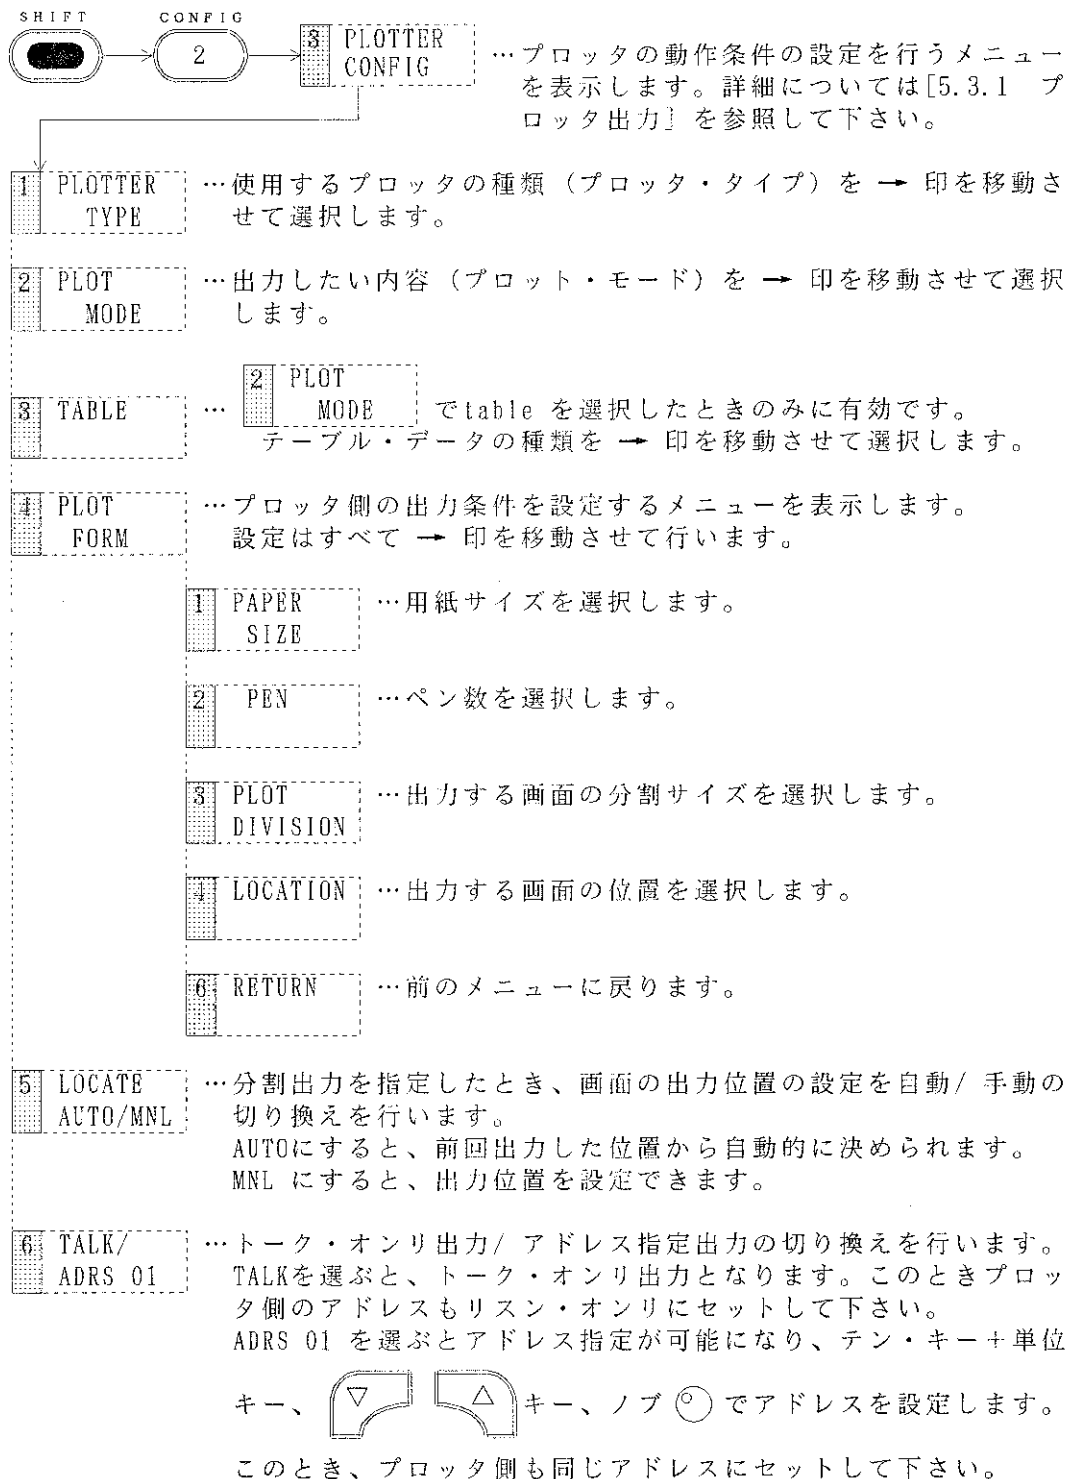 SHIFT CONFIG
2
3 PLOTTER
CONFIG
…プロッタの動作条件の設定を行うメニュー
を表示します。詳細については[5.3.1 プ
ロッタ出力] を参照して下さい。
1 PLOTTER
TYPE
…使用するプロッタの種類（プロッタ・タイプ）を → 印を移動さ
せて選択します。
2 PLOT
MODE
…出力したい内容（プロット・モード）を → 印を移動させて選択
します。
3 TABLE
… 2 PLOT
MODE でtable を選択したときのみに有効です。
テーブル・データの種類を → 印を移動させて選択します。
4 PLOT
FORM
…プロッタ側の出力条件を設定するメニューを表示します。
設定はすべて → 印を移動させて行います。
1 PAPER
SIZE
…用紙サイズを選択します。
2 PEN
…ペン数を選択します。
3 PLOT
DIVISION
…出力する画面の分割サイズを選択します。
4 LOCATION
…出力する画面の位置を選択します。
6 RETURN
…前のメニューに戻ります。
5 LOCATE
AUTO/MNL
…分割出力を指定したとき、画面の出力位置の設定を自動/ 手動の
切り換えを行います。
AUTOにすると、前回出力した位置から自動的に決められます。
MNL にすると、出力位置を設定できます。
6 TALK/
ADRS 01
…トーク・オンリ出力/ アドレス指定出力の切り換えを行います。
TALKを選ぶと、トーク・オンリ出力となります。このときプロッ
タ側のアドレスもリスン・オンリにセットして下さい。
ADRS 01 を選ぶとアドレス指定が可能になり、テン・キー＋単位
キー、 ▽ △ キー、ノブ でアドレスを設定します。
このとき、プロッタ側も同じアドレスにセットして下さい。